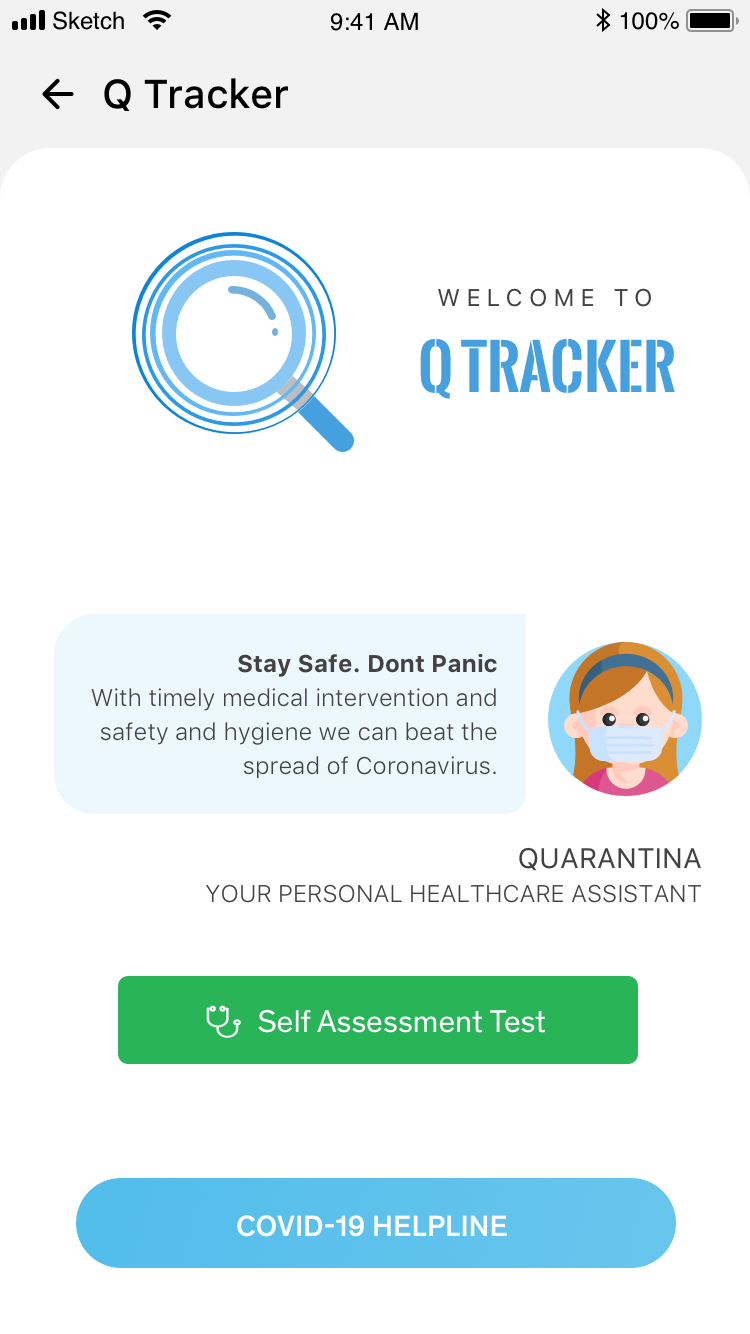 Sketch 9:41 AM 100%
Q Tracker
WELCOME TO
Q TRACKER
Stay Safe. Dont Panic
With timely medical intervention and
safety and hygiene we can beat the
spread of Coronavirus.
QUARANTINA
YOUR PERSONAL HEALTHCARE ASSISTANT
Self Assessment Test
COVID-19 HELPLINE